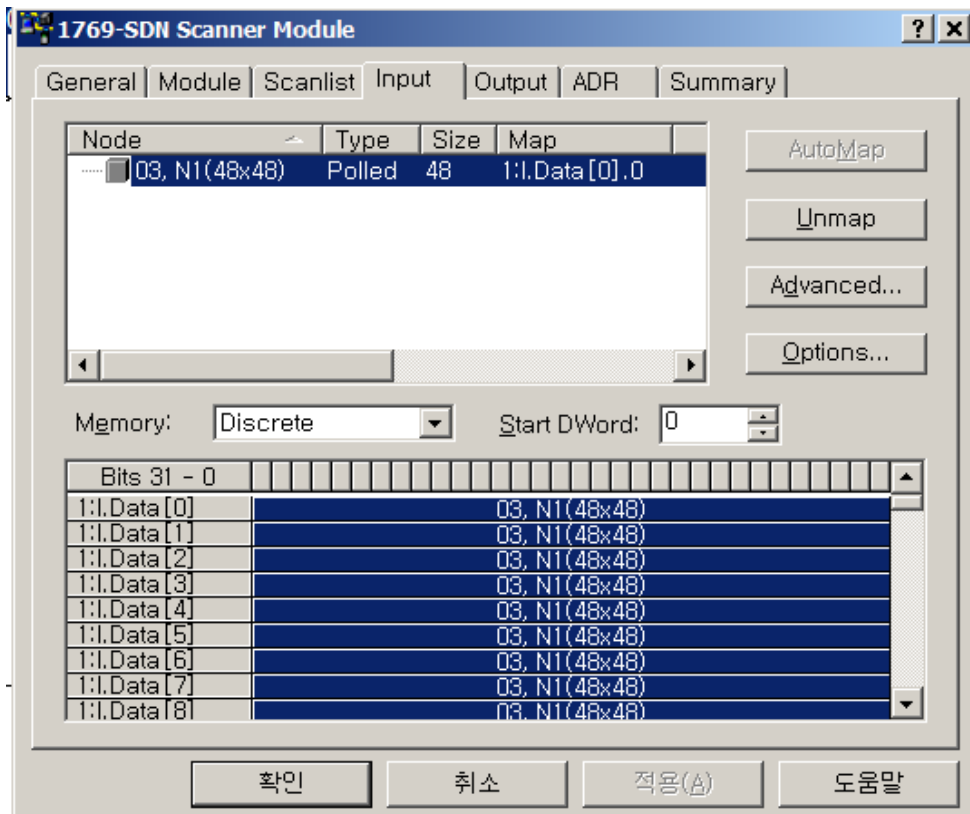 1769-SDN Scanner Module
General Module Scanlist Input Output ADR Summary
Node Type Size Map
03, N1(48x48) Polled 48 1:I.Data[0].0
AutoMap
Unmap
Advanced...
Options...
Memory: Discrete Start DWord: 0
Bits 31 - 0
1:I.Data[0] 03, N1(48x48)
1:I.Data[1] 03, N1(48x48)
1:I.Data[2] 03, N1(48x48)
1:I.Data[3] 03, N1(48x48)
1:I.Data[4] 03, N1(48x48)
1:I.Data[5] 03, N1(48x48)
1:I.Data[6] 03, N1(48x48)
1:I.Data[7] 03, N1(48x48)
1:I.Data[8] 03, N1(48x48)
확인 취소 적용(A) 도움말